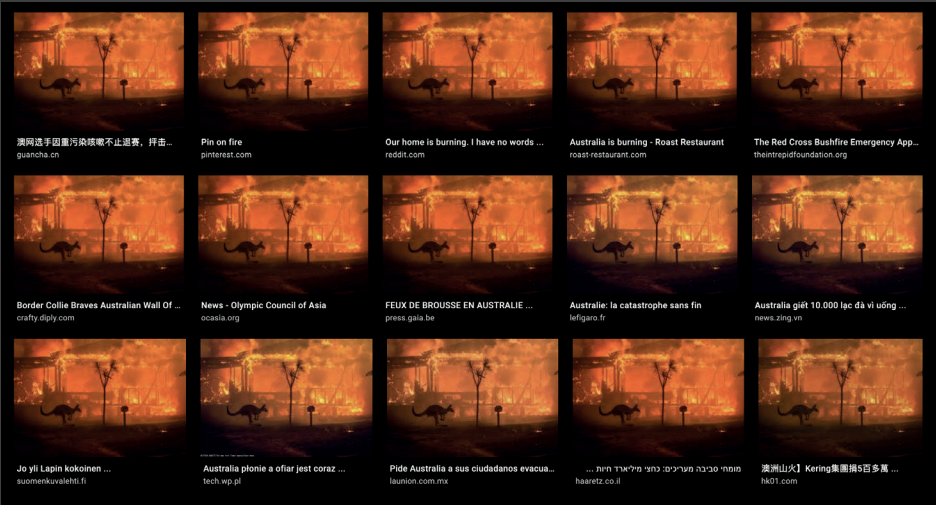 澳网选手因重污染咳嗽不止退赛，抨击...
guancha.cn
Pin on fire
pinterest.com
Our home is burning. I have no words ...
reddit.com
Australia is burning - Roast Restaurant
roast-restaurant.com
The Red Cross Bushfire Emergency App...
theintrepidfoundation.org
Border Collie Braves Australian Wall Of ...
crafty.diply.com
News - Olympic Council of Asia
ocasia.org
FEUX DE BROUSSE EN AUSTRALIE ...
press.gaia.be
Australie: la catastrophe sans fin
lefigaro.fr
Australia giết 10.000 lạc đà vì uống ...
news.zing.vn
Jo yli Lapin kokoinen ...
suomenkuvalehti.fi
Australia płonie a ofiar jest coraz ...
tech.wp.pl
Pide Australia a sus ciudadanos evacua...
launion.com.mx
מומחי סביבה מעריכים: כחצי מיליארד חיות ...
haaretz.co.il
澳洲山火】Kering集團捐5百多萬 ...
hk01.com